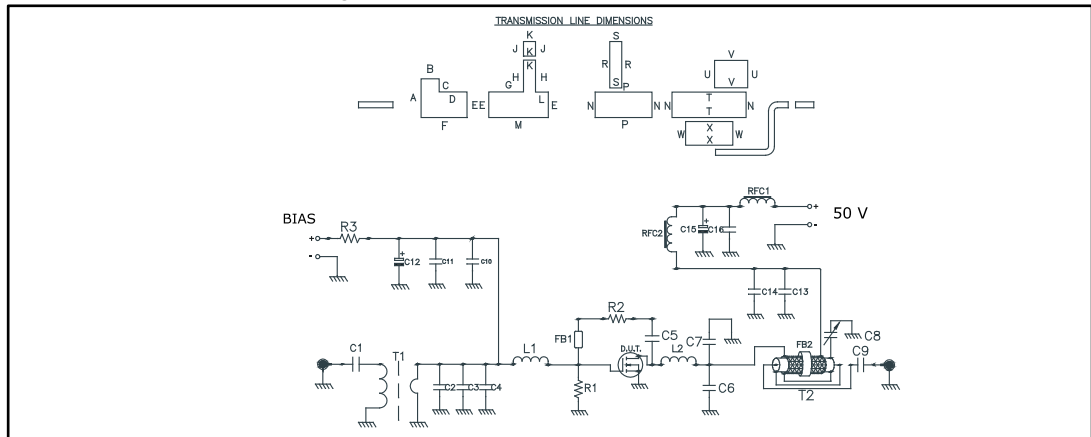 TRANSMISSION LINE DIMENSIONS
K
J K J
K
B
A C
D
F
H H
G L
EE E
M
S
R R
S
P
N N
P
V
U U
V
T
N N
T
X
W W
X
RFC1
+
50 V
-
RFC2
C15 + C16
BIAS
+ R3
-
+
C12 C11 C10
C14 C13
R2
FB1
C5
D.U.T.
C7
L2
FB2
C8
C1
T1
L1
C9
C2 C3 C4
R1
C6
T2